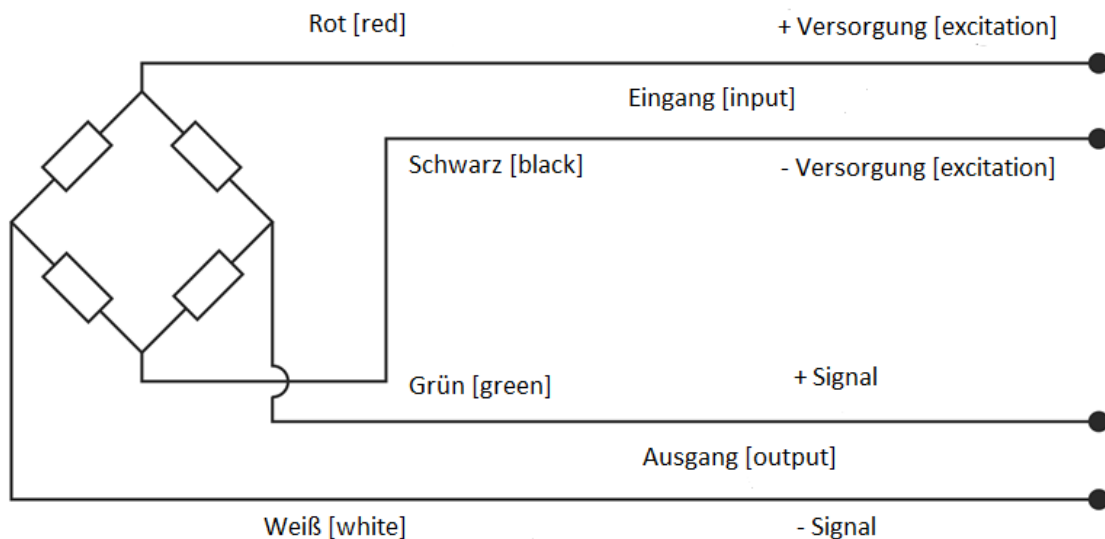 Rot [red]
+ Versorgung [excitation]
Eingang [input]
Schwarz [black]
- Versorgung [excitation]
Grün [green]
+ Signal
Ausgang [output]
Weiß [white]
- Signal